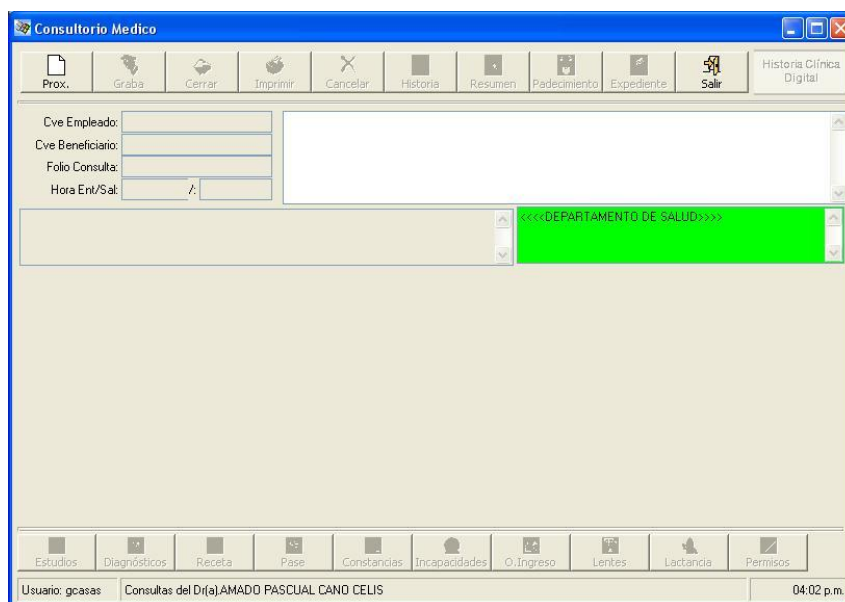 Consultorio Medico
Prox. Graba Cerrar Imprimir Cancelar Historia Resumen Padecimiento Expediente Salir Historia Clínica
Digital
Cve Empleado:
Cve Beneficiario:
Folio Consulta:
Hora Ent/Sal: /:
<<<<DEPARTAMENTO DE SALUD>>>>
Estudios Diagnósticos Receta Pase Constancias Incapacidades O.Ingreso Lentes Lactancia Permisos
Usuario: gcasas Consultas del Dr(a).AMADO PASCUAL CANO CELIS 04:02 p.m.